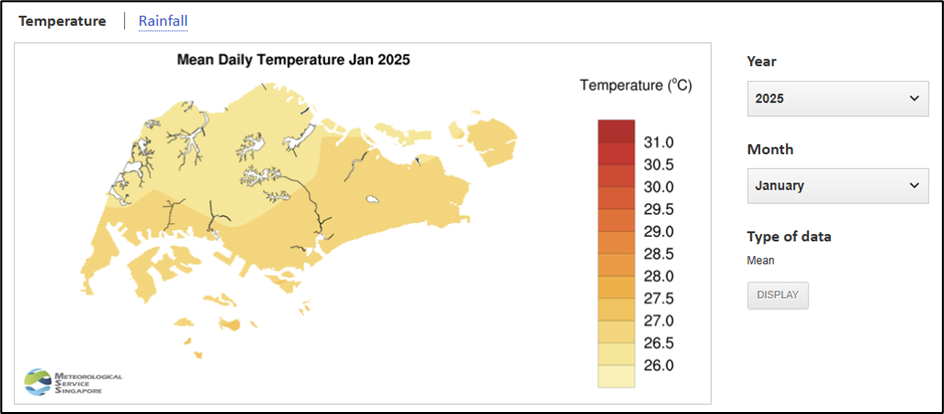 Temperature | Rainfall
Mean Daily Temperature Jan 2025
Temperature (°C)
31.0
30.5
30.0
29.5
29.0
28.5
28.0
27.5
27.0
26.5
26.0
METEOROLOGICAL
SERVICE
SINGAPORE
Year
2025
Month
January
Type of data
Mean
DISPLAY